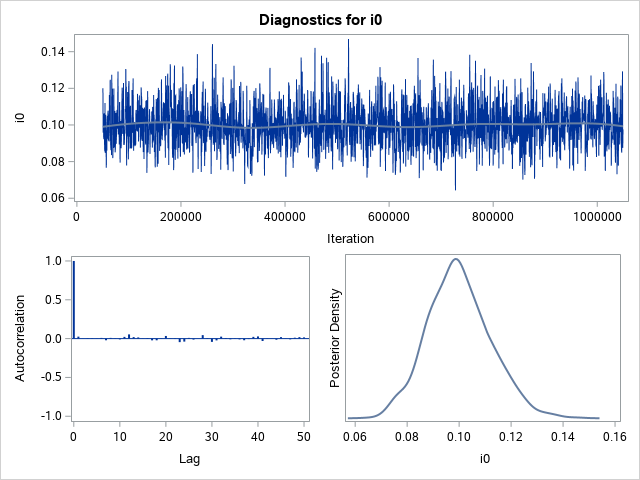 Diagnostics for i0
i0
0.14
0.12
0.10
0.08
0.06
0 200000 400000 600000 800000 1000000
Iteration
Autocorrelation
1.0
0.5
0.0
-0.5
-1.0
0 10 20 30 40 50
Lag
Posterior Density
0.06 0.08 0.10 0.12 0.14 0.16
i0